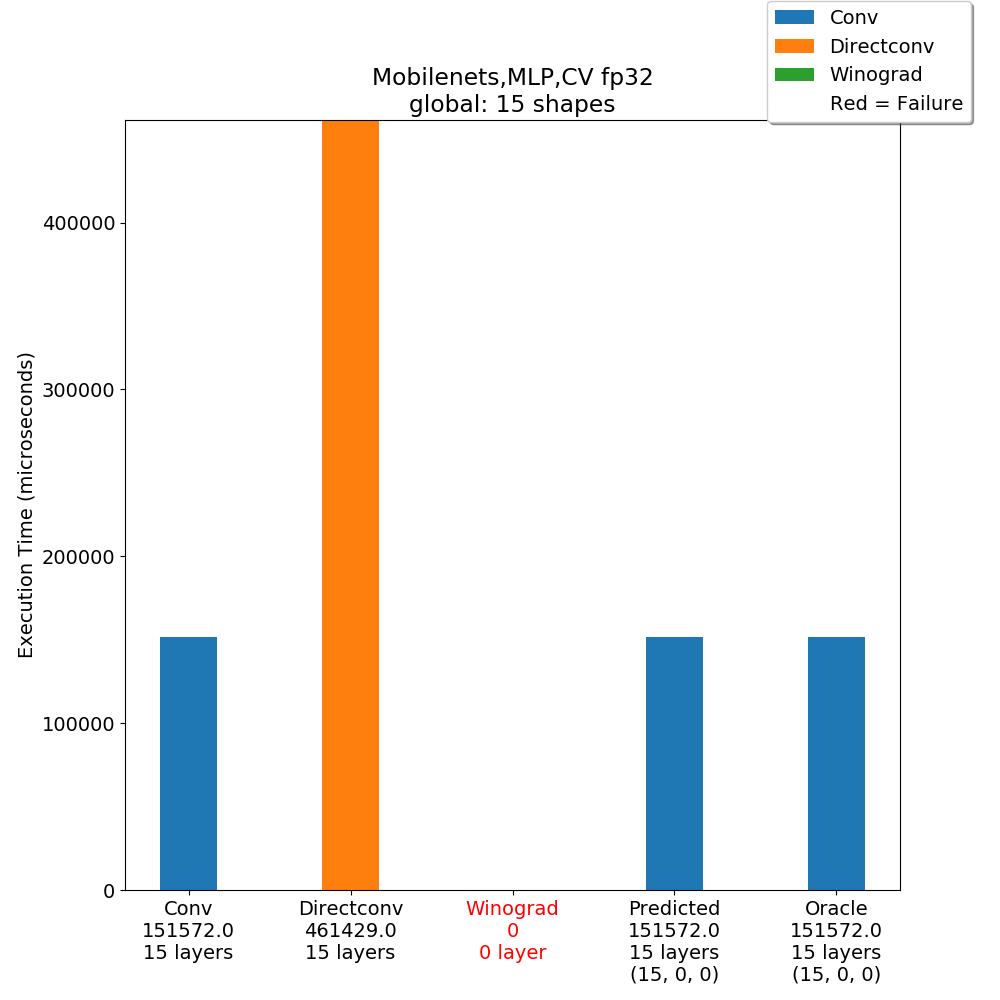 Conv
Directconv
Winograd
Red = Failure
Mobilenets,MLP,CV fp32
global: 15 shapes
Execution Time (microseconds)
400000
300000
200000
100000
0
Conv
151572.0
15 layers
Directconv
461429.0
15 layers
Winograd
0
0 layer
Predicted
151572.0
15 layers
(15, 0, 0)
Oracle
151572.0
15 layers
(15, 0, 0)